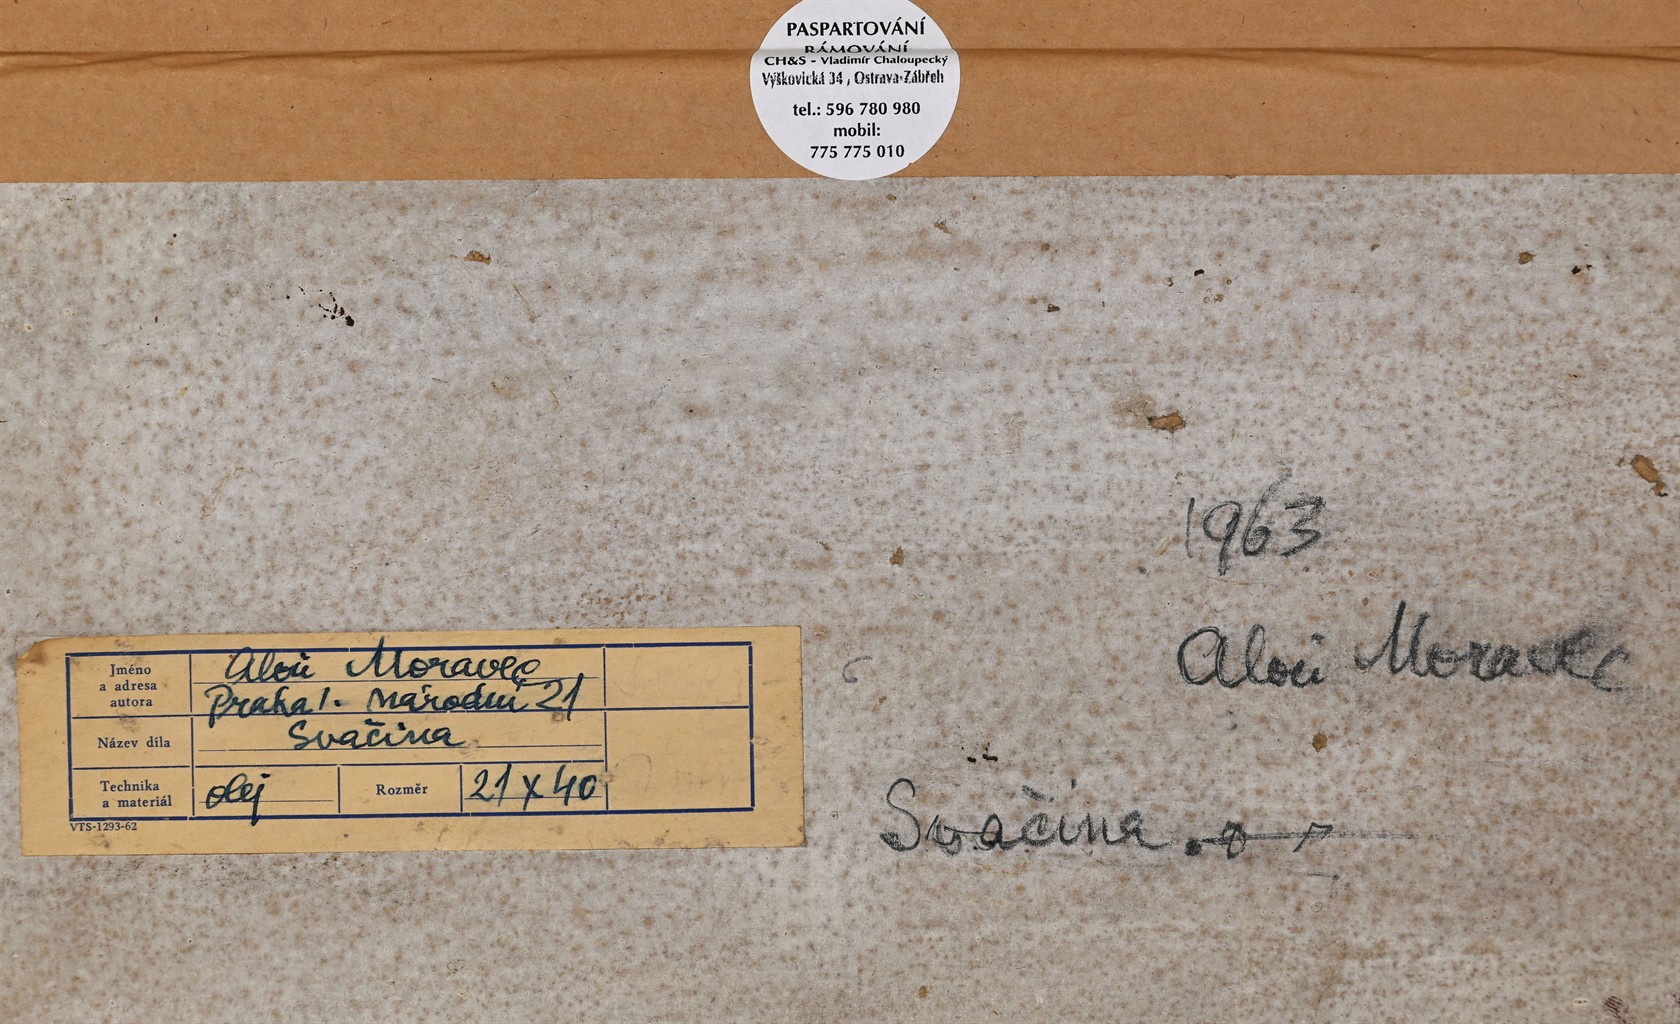 PASPARTOVÁNÍ
RÁMOVÁNÍ
CH&S - Vladimír Chaloupecký
Výškovická 34, Ostrava-Zábřeh
tel.: 596 780 980
mobil:
775 775 010
1963
Alois Moravec
Svačina.
Jméno
a adresa
autora
Alois Moravec
Praha 1. Národní 21
Název díla
Svačina
Technika
a materiál
olej
Rozměr
21 x 40
VTS-1293-62